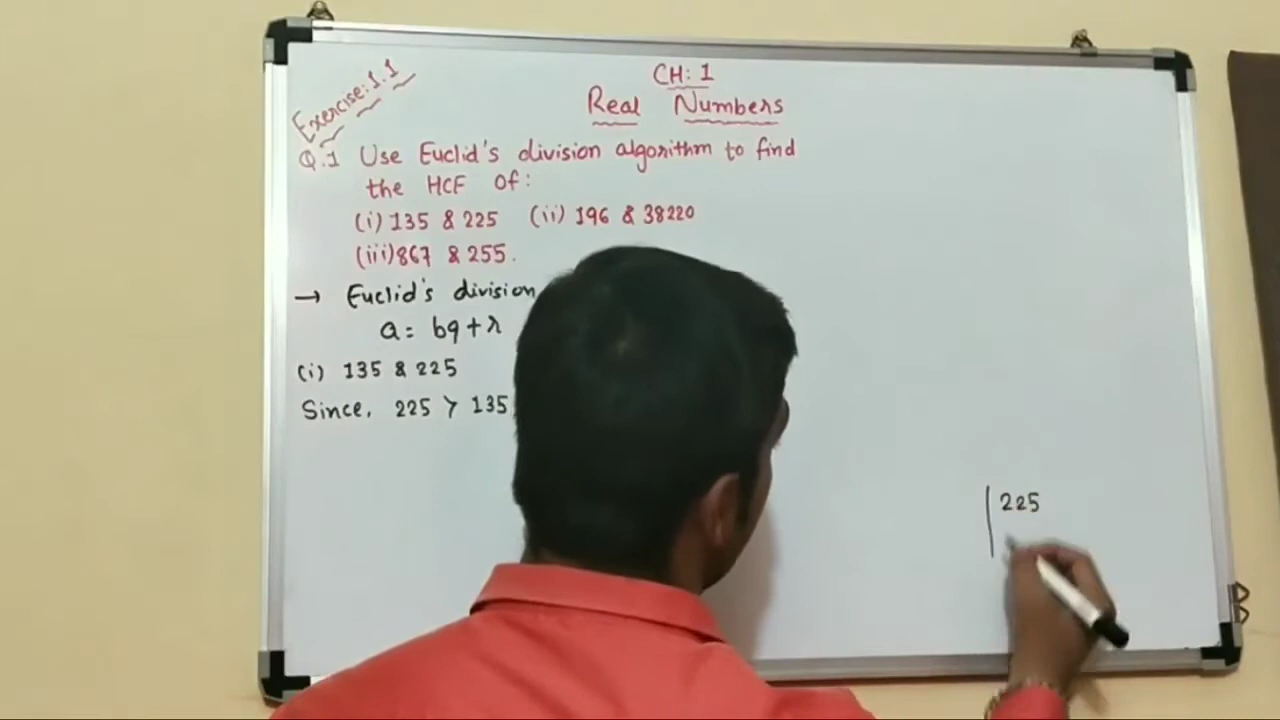 Exercise: 1.1
CH: 1
Real Numbers
Q.1 Use Euclid's division algorithm to find
the HCF Of:
(i) 135 & 225 (ii) 196 & 38220
(iii) 867 & 255.
→ Euclid's division
a = bq + r
(i) 135 & 225
Since, 225 > 135
225